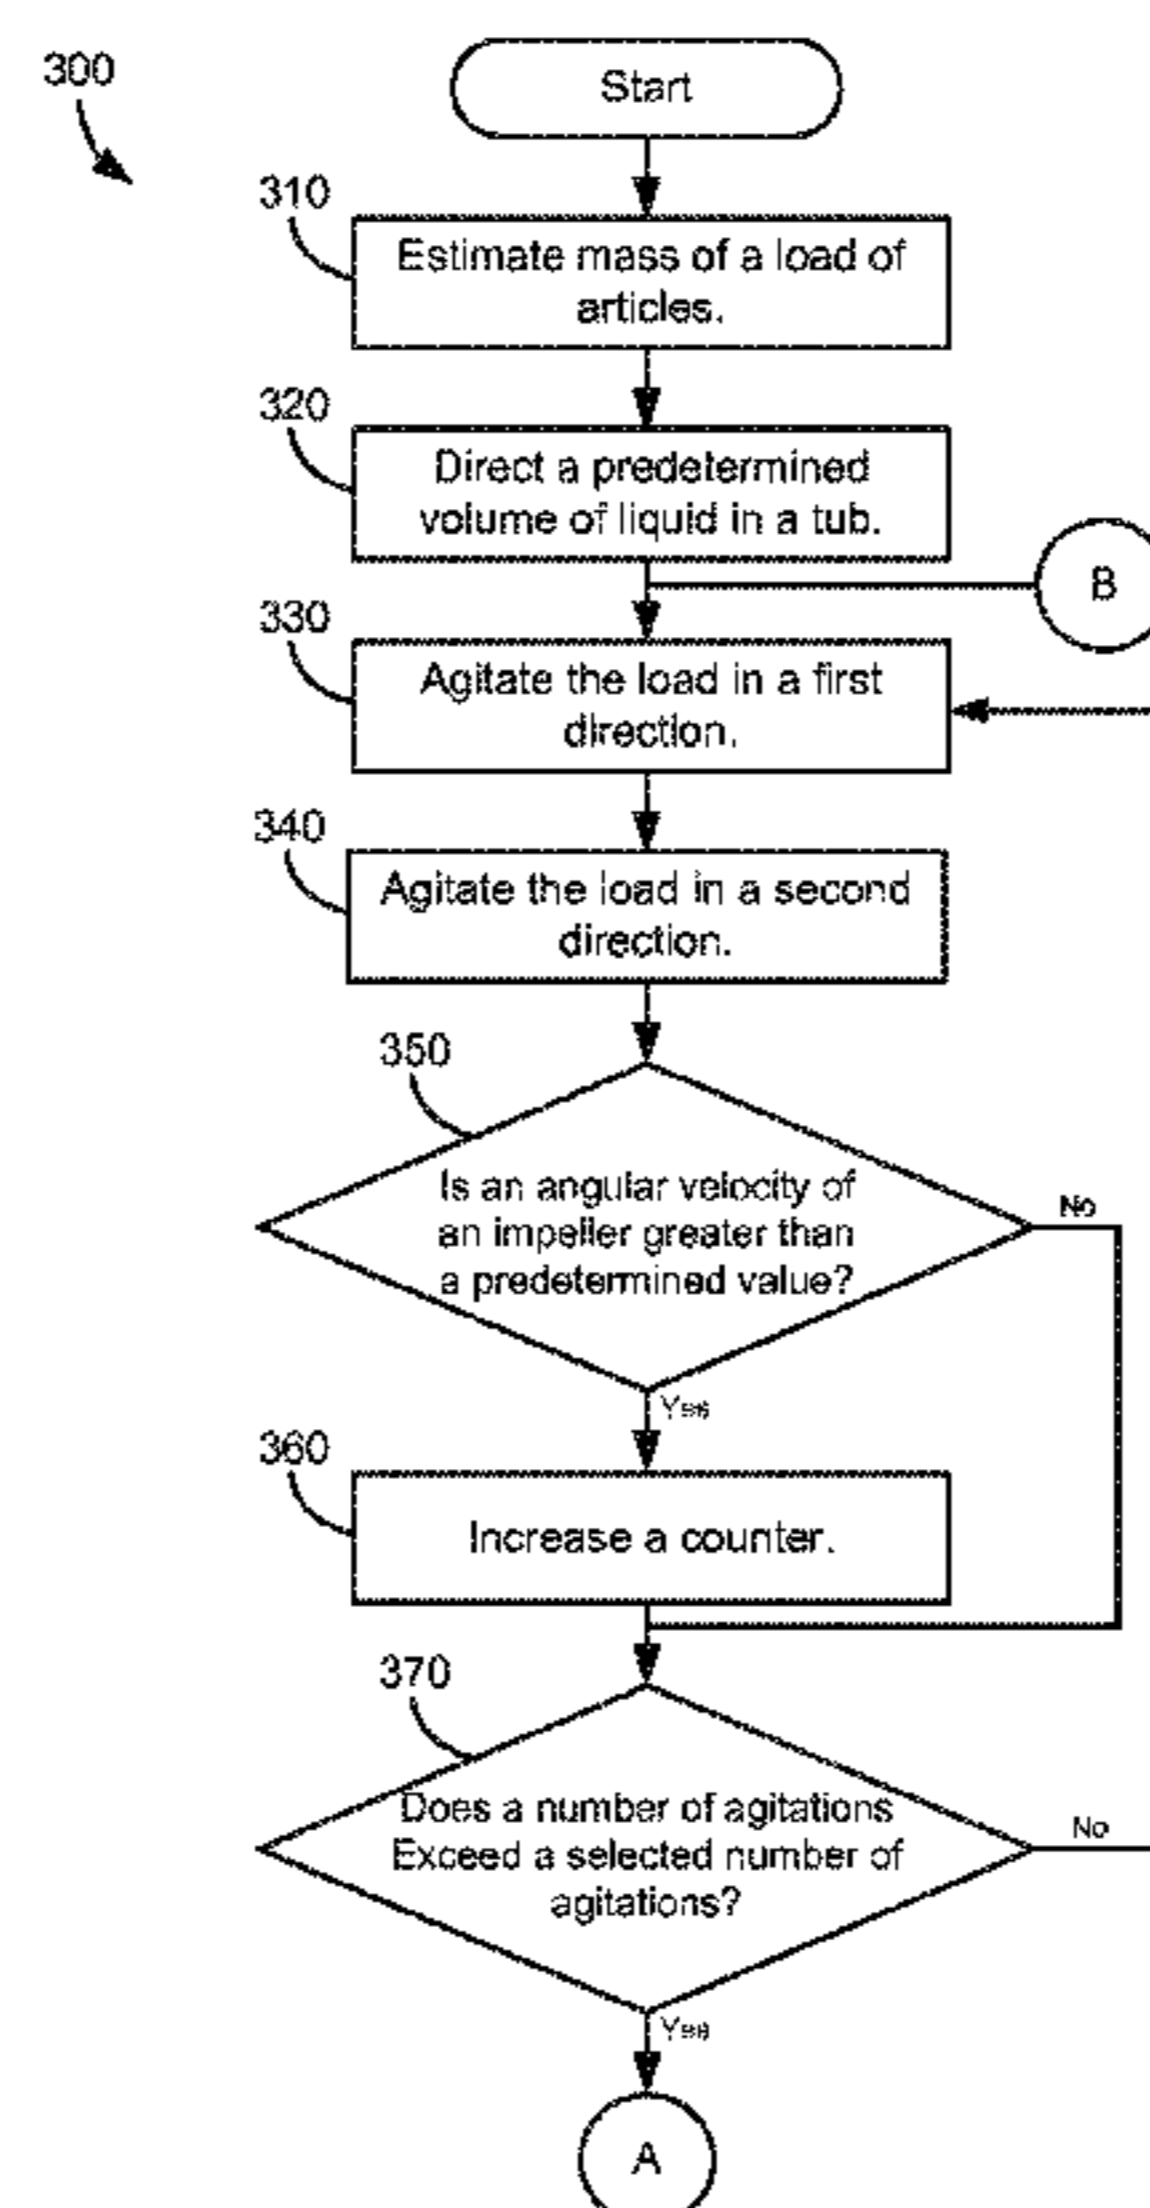 300
Start
310
Estimate mass of a load of
articles.
320
Direct a predetermined
volume of liquid in a tub.
B
330
Agitate the load in a first
direction.
340
Agitate the load in a second
direction.
350
Is an angular velocity of
an impeller greater than
a predetermined value?
No
Yes
360
Increase a counter.
370
Does a number of agitations
Exceed a selected number of
agitations?
No
Yes
A